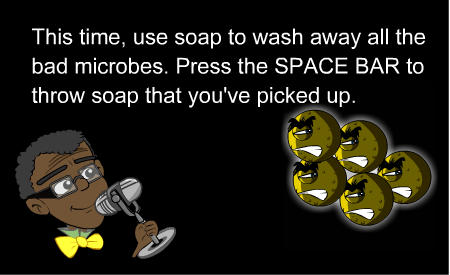 This time, use soap to wash away all the
bad microbes. Press the SPACE BAR to
throw soap that you've picked up.